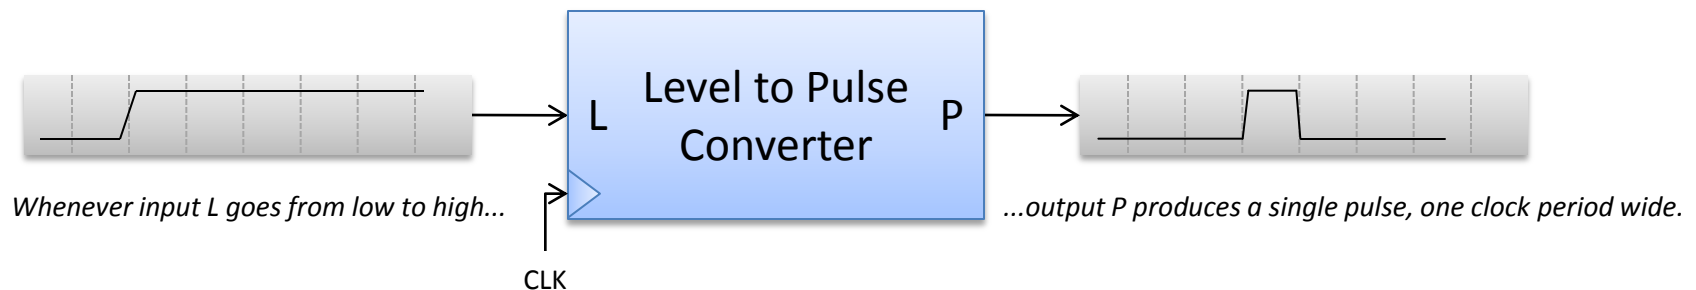 Level to Pulse
Converter
L
P
Whenever input L goes from low to high...
...output P produces a single pulse, one clock period wide.
CLK